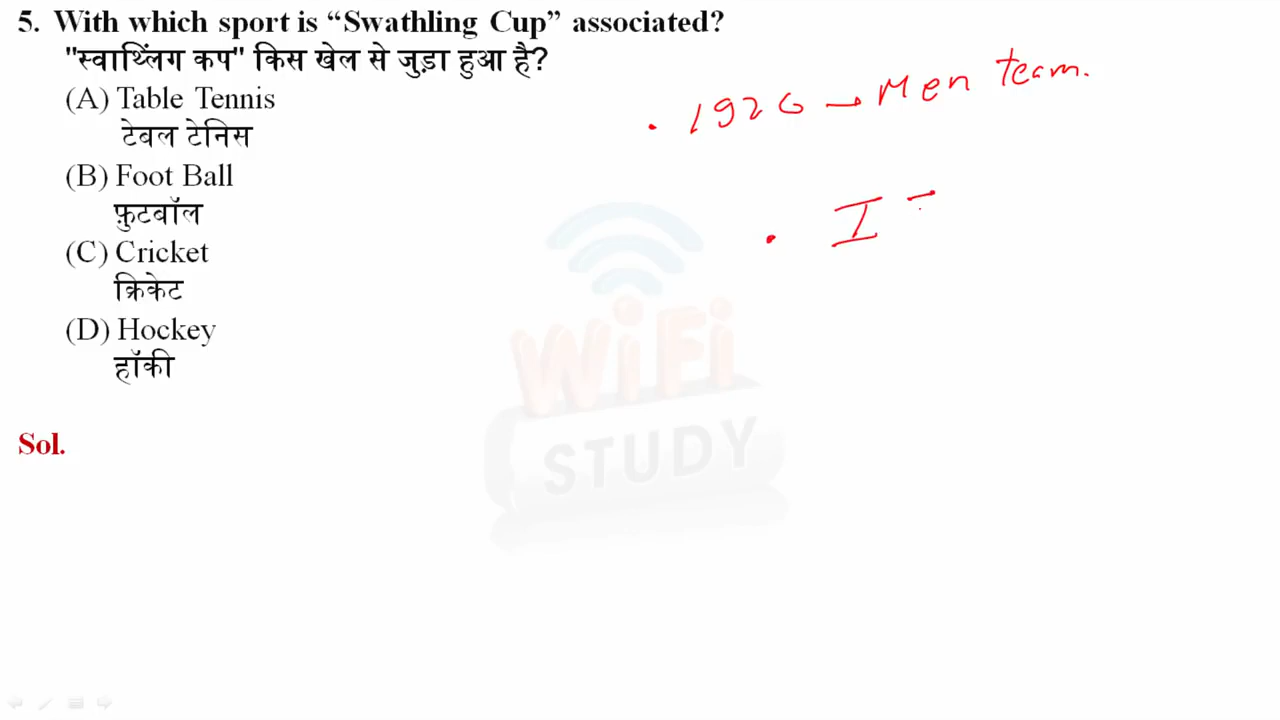 5. With which sport is “Swathling Cup” associated?
"स्वाथ्लिंग कप" किस खेल से जुड़ा हुआ है?
(A) Table Tennis
टेबल टेनिस
(B) Foot Ball
फ़ुटबॉल
(C) Cricket
क्रिकेट
(D) Hockey
हॉकी
Sol.
. 1926 → Men team.
. I
WiFi
STUDY